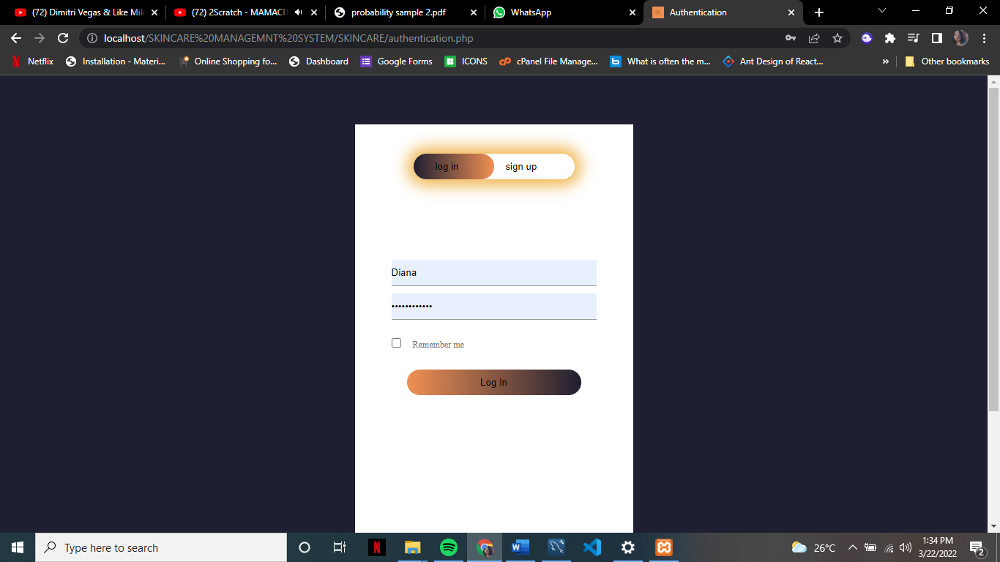 (72) Dimitri Vegas & Like Mik
(72) 2Scratch - MAMACIT
probability sample 2.pdf
WhatsApp
Authentication
localhost/SKINCARE%20MANAGEMNT%20SYSTEM/SKINCARE/authentication.php
Netflix
Installation - Materi...
Online Shopping fo...
Dashboard
Google Forms
ICONS
cPanel File Manage...
What is often the m...
Ant Design of React...
»
Other bookmarks
log in
sign up
Diana
••••••••••••
Remember me
Log In
Type here to search
26°C
1:34 PM
3/22/2022
2